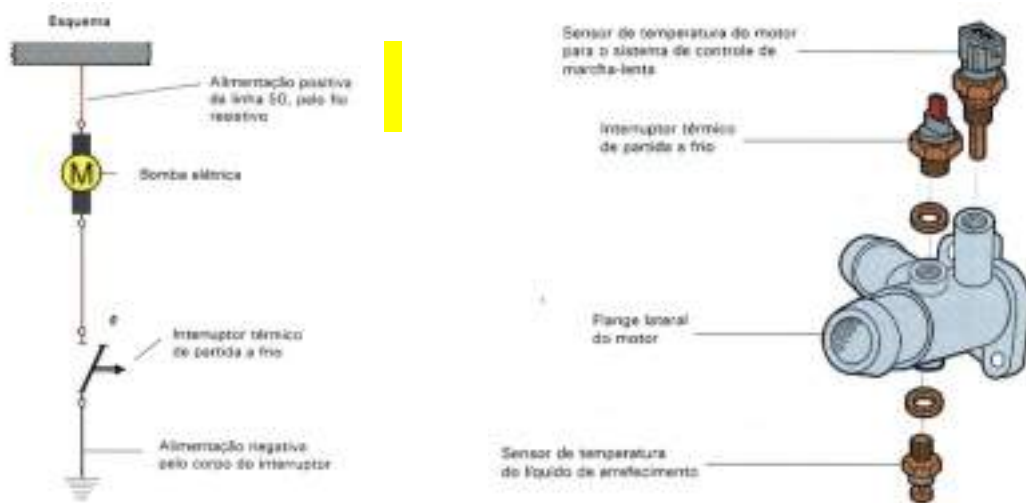 Esquema
Alimentação positiva
da linha 50, pelo fio
resistivo
M
Bomba elétrica
Interruptor térmico
de partida a frio
Alimentação negativa
pelo corpo do interruptor
Sensor de temperatura do motor
para o sistema de controle de
marcha-lenta
Interruptor térmico
de partida a frio
Flange lateral
do motor
Sensor de temperatura
do líquido de arrefecimento